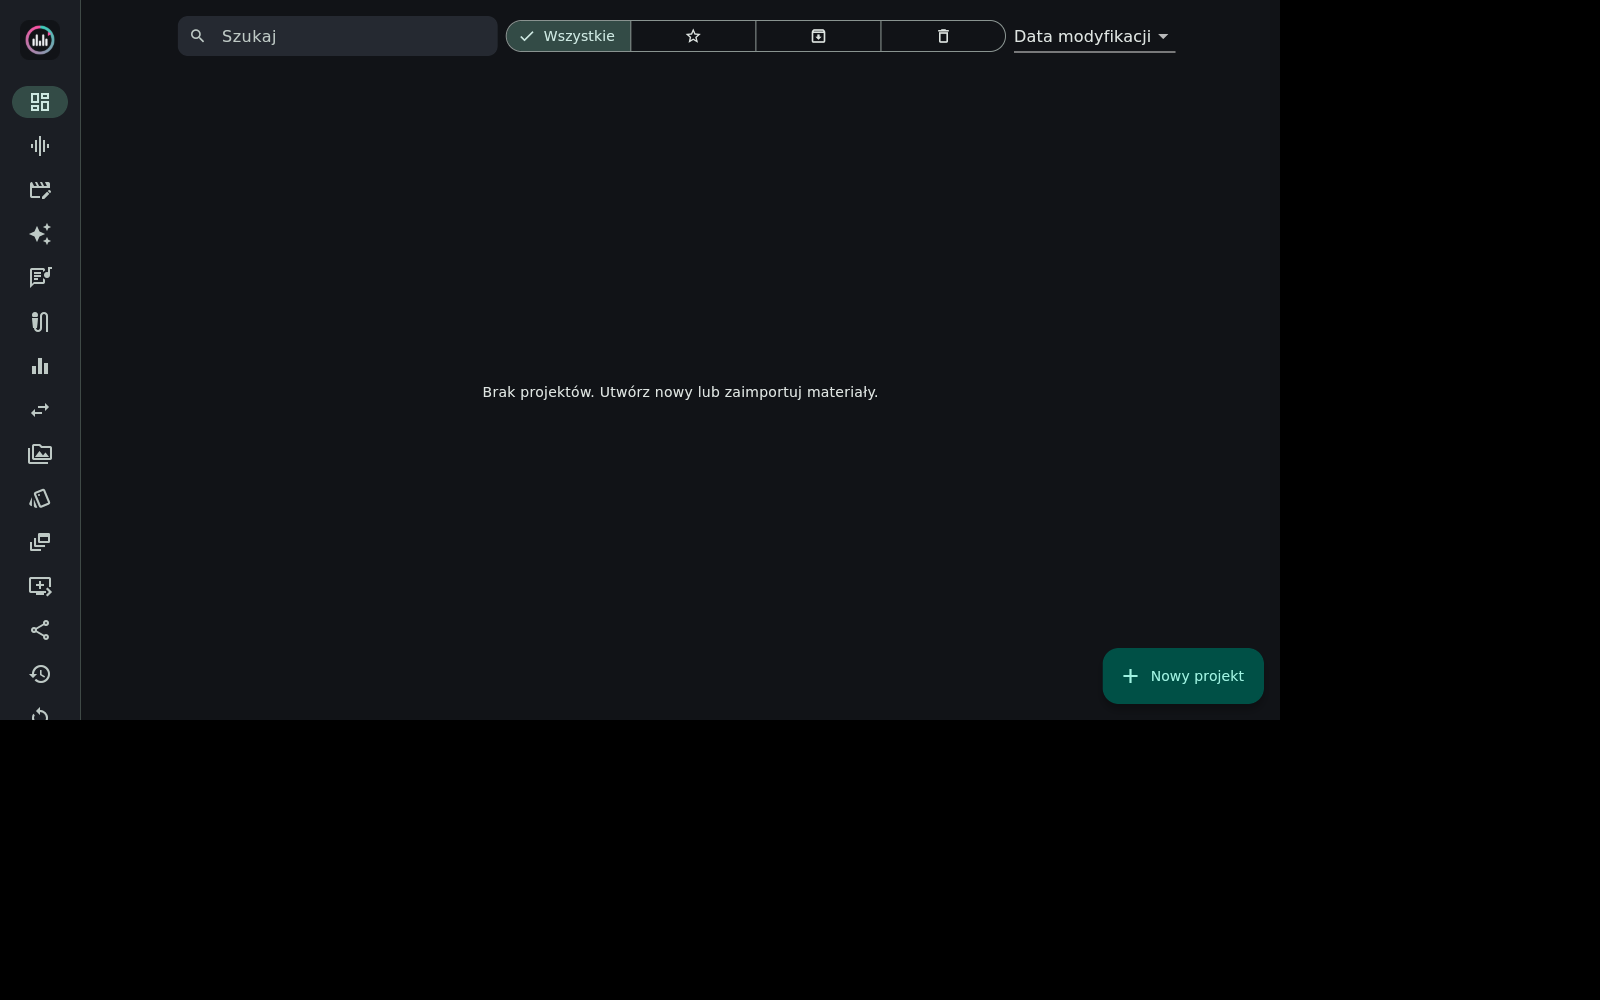 Szukaj
Wszystkie
Data modyfikacji
Brak projektów. Utwórz nowy lub zaimportuj materiały.
Nowy projekt